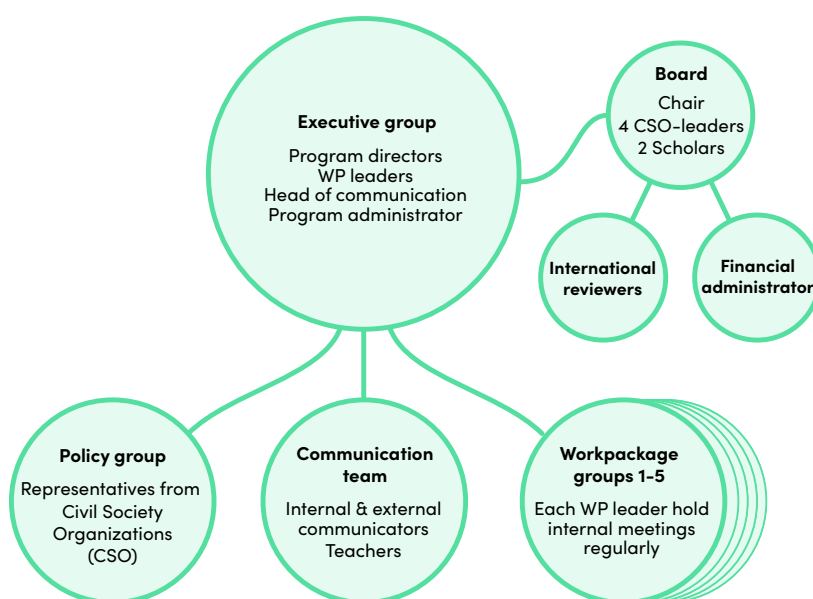 Executive group
Program directors
WP leaders
Head of communication
Program administrator
Board
Chair
4 CSO-leaders
2 Scholars
International
reviewers
Financial
administrator
Policy group
Representatives from
Civil Society
Organizations
(CSO)
Communication
team
Internal & external
communicators
Teachers
Workpackage
groups 1-5
Each WP leader hold
internal meetings
regularly